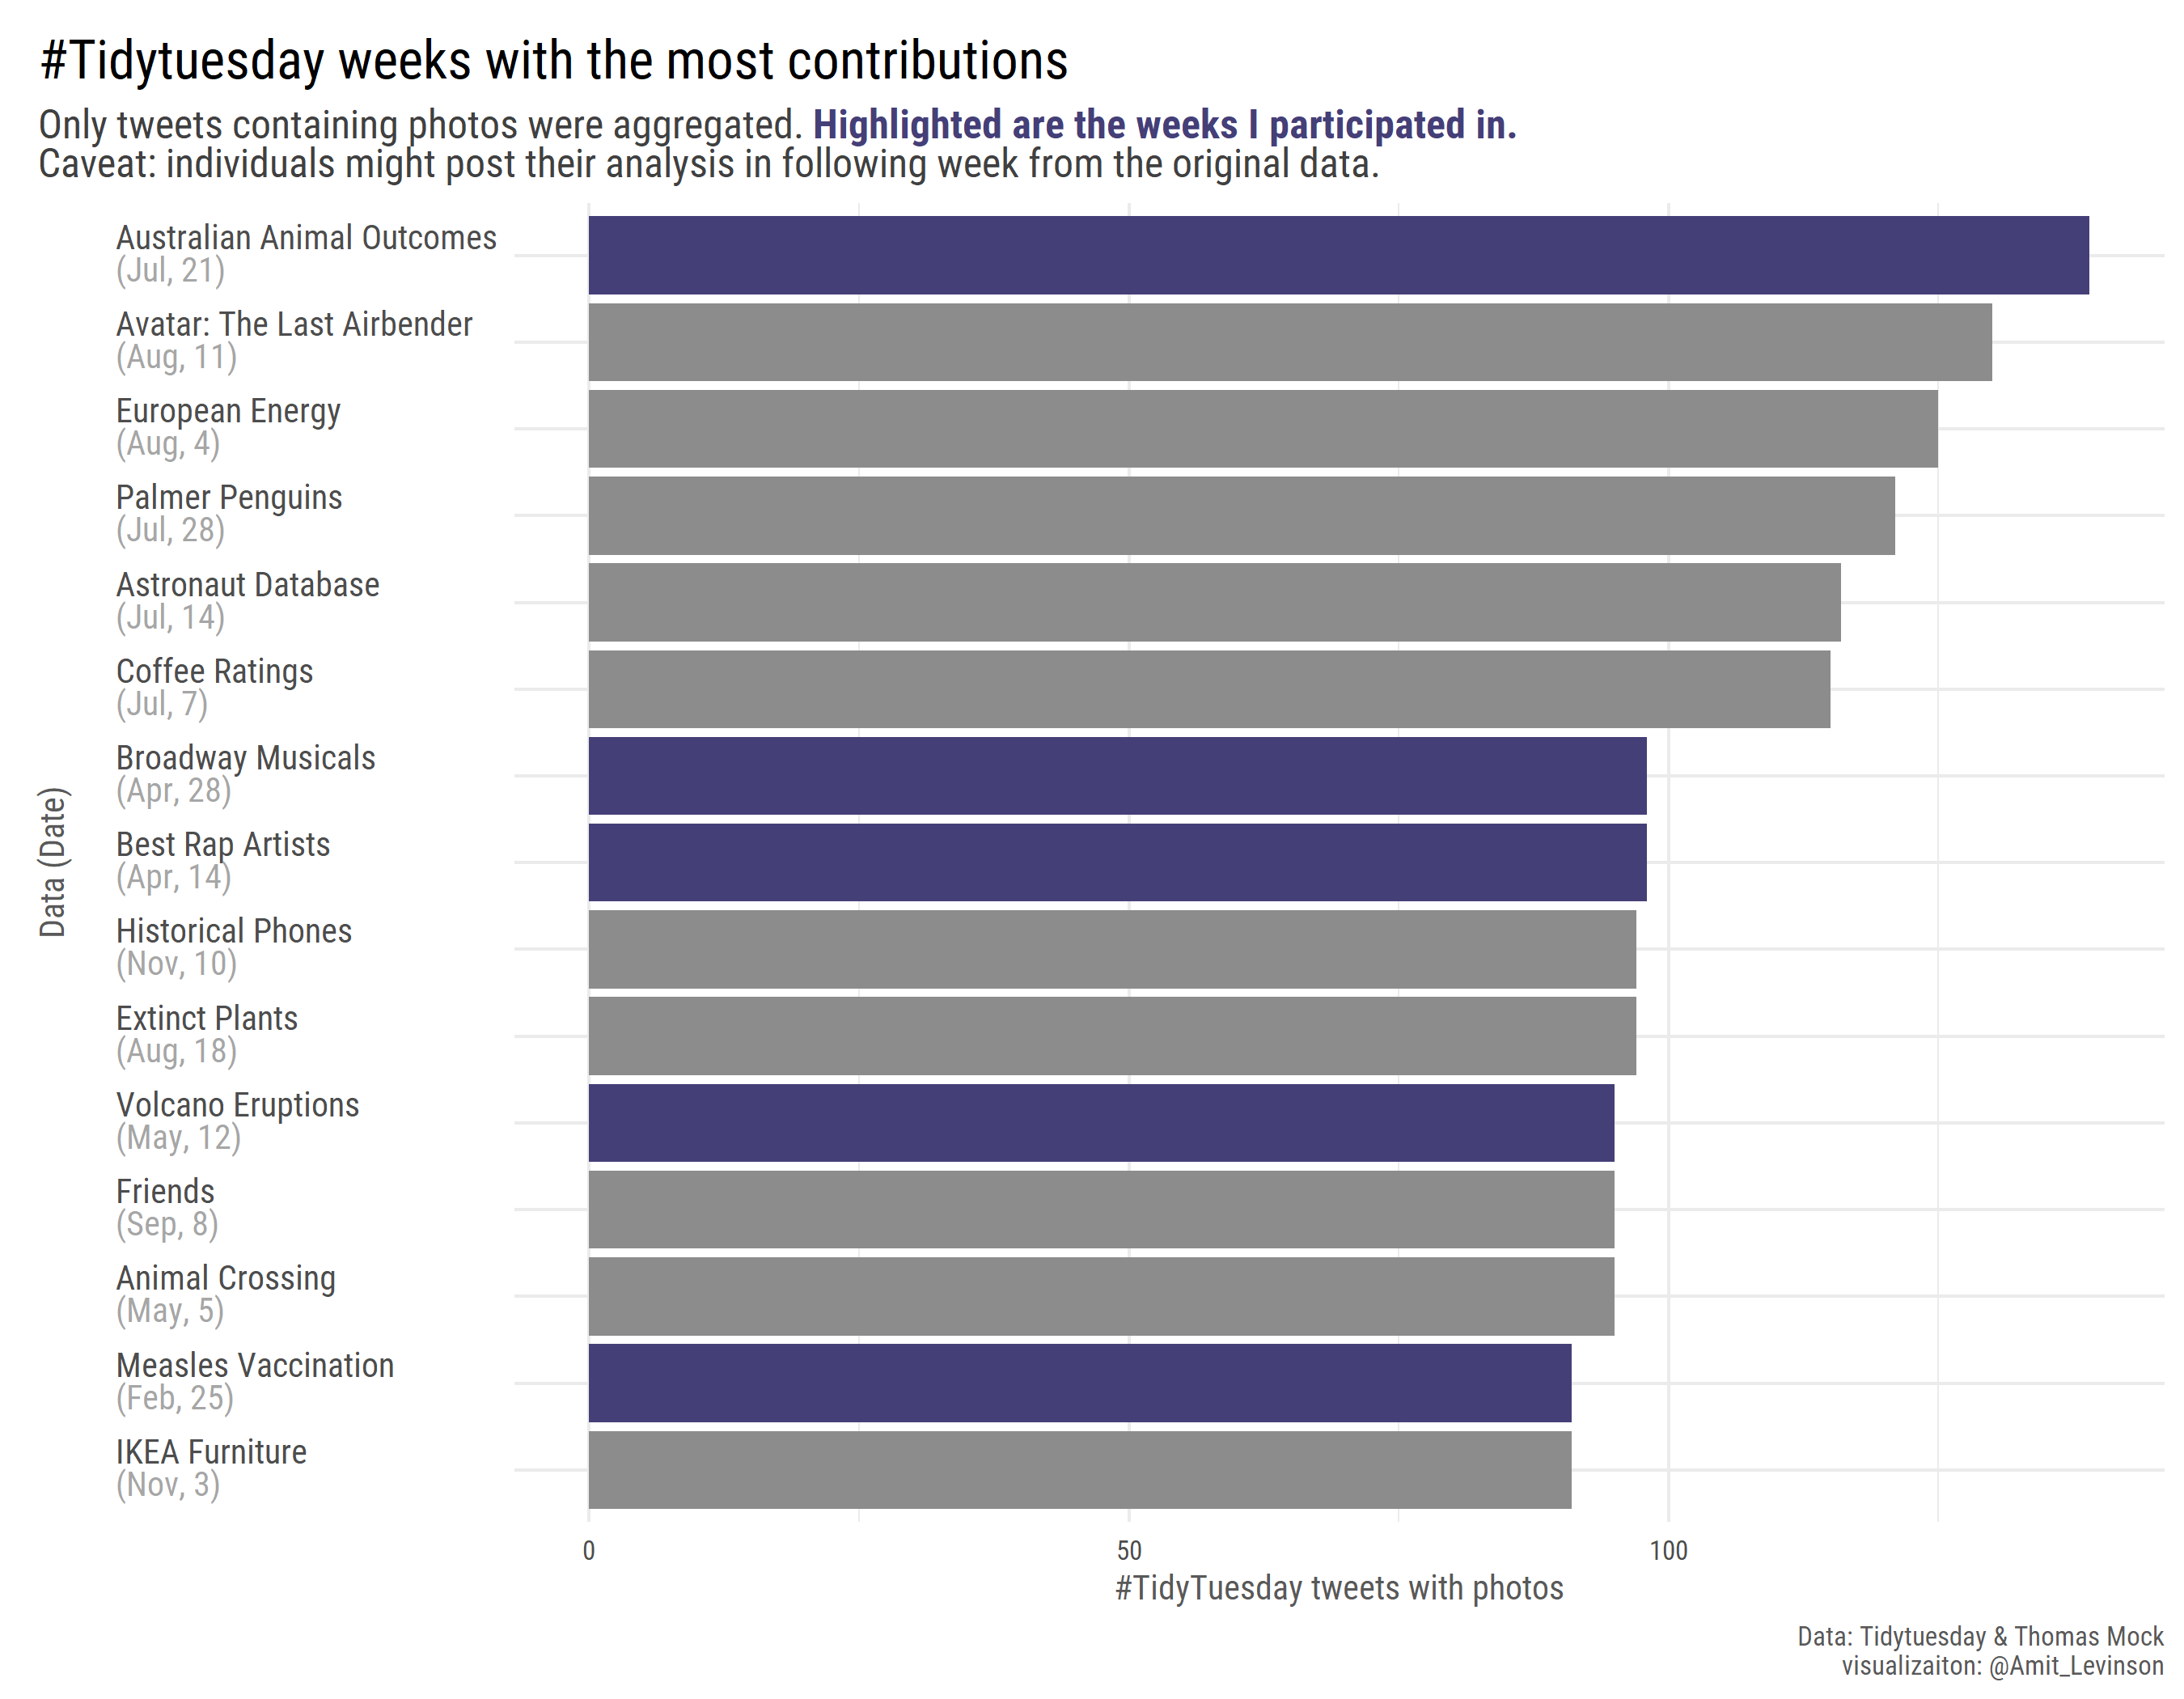 #Tidytuesday weeks with the most contributions
Only tweets containing photos were aggregated. Highlighted are the weeks I participated in.
Caveat: individuals might post their analysis in following week from the original data.
Australian Animal Outcomes
(Jul, 21)
Avatar: The Last Airbender
(Aug, 11)
European Energy
(Aug, 4)
Palmer Penguins
(Jul, 28)
Astronaut Database
(Jul, 14)
Coffee Ratings
(Jul, 7)
Broadway Musicals
(Apr, 28)
Best Rap Artists
(Apr, 14)
Historical Phones
(Nov, 10)
Extinct Plants
(Aug, 18)
Volcano Eruptions
(May, 12)
Friends
(Sep, 8)
Animal Crossing
(May, 5)
Measles Vaccination
(Feb, 25)
IKEA Furniture
(Nov, 3)
Data (Date)
0 50 100
#TidyTuesday tweets with photos
Data: Tidytuesday & Thomas Mock
visualizaiton: @Amit_Levinson